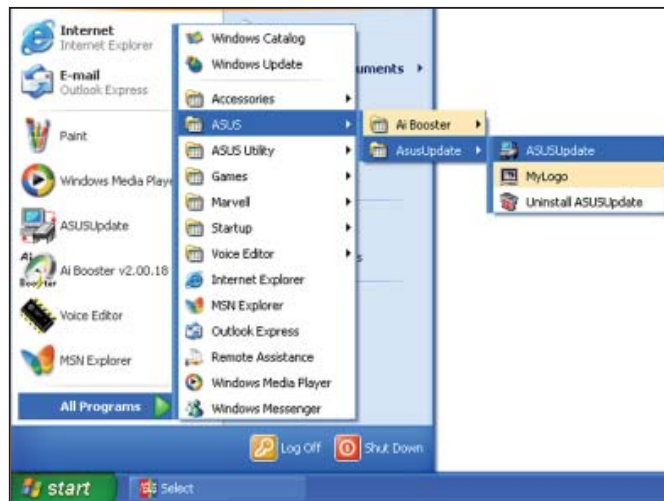 Internet
Internet Explorer
E-mail
Outlook Express
Paint
Windows Media Playe
ASUSUpdate
Ai Booster v2.00.18
Voice Editor
MSN Explorer
All Programs
Windows Catalog
Windows Update
Accessories
ASUS
ASUS Utility
Games
Marvell
Startup
Voice Editor
Internet Explorer
MSN Explorer
Outlook Express
Remote Assistance
Windows Media Player
Windows Messenger
uments
s
Ai Booster
AsusUpdate
ASUSUpdate
MyLogo
Uninstall ASUSUpdate
Log Off
Shut Down
start
Select